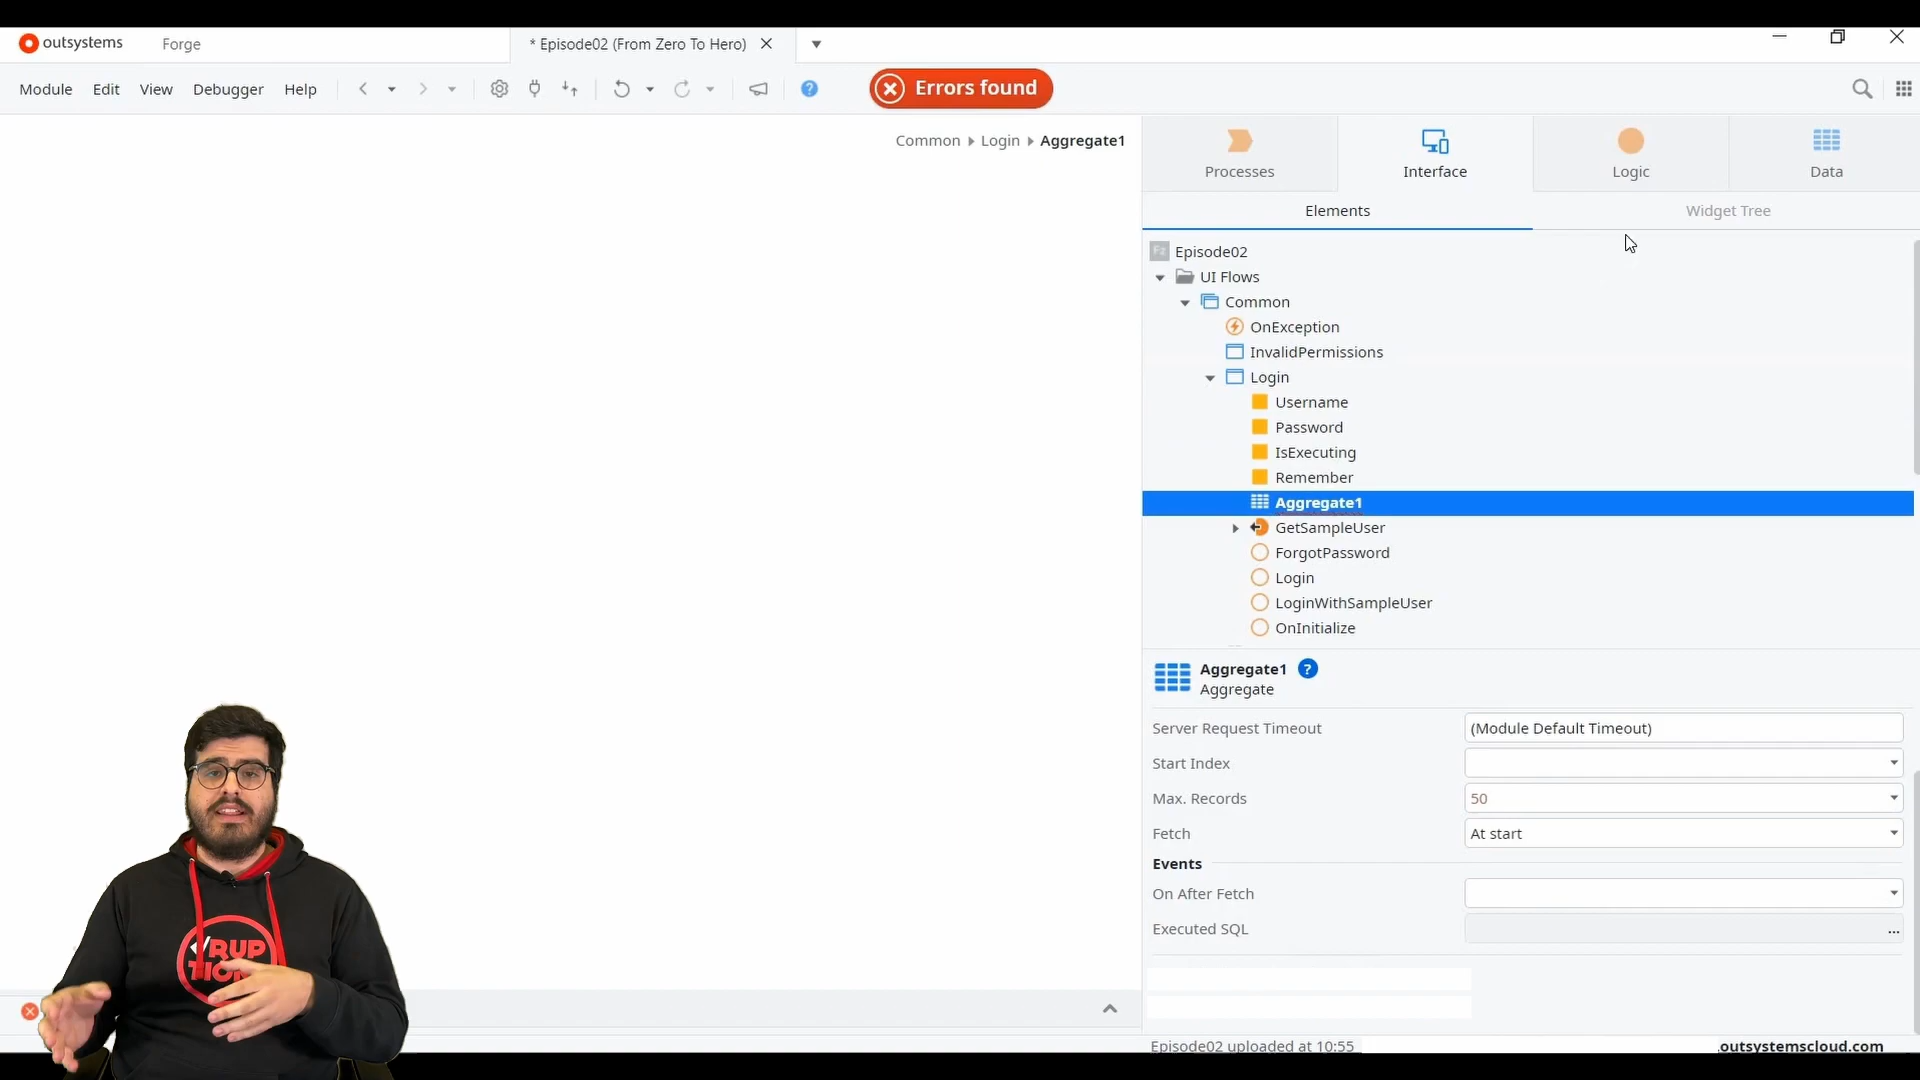 outsystems
Forge
* Episode02 (From Zero To Hero)
Module
Edit
View
Debugger
Help
Errors found
Common
Login
Aggregate1
Processes
Interface
Logic
Data
Elements
Widget Tree
Episode02
UI Flows
Common
OnException
InvalidPermissions
Login
Username
Password
IsExecuting
Remember
Aggregate1
GetSampleUser
ForgotPassword
Login
LoginWithSampleUser
OnInitialize
Aggregate1
Aggregate
Server Request Timeout
(Module Default Timeout)
Start Index
Max. Records
50
Fetch
At start
Events
On After Fetch
Executed SQL
...
Episode02 uploaded at 10:55
.outsystemscloud.com
RUP
TION